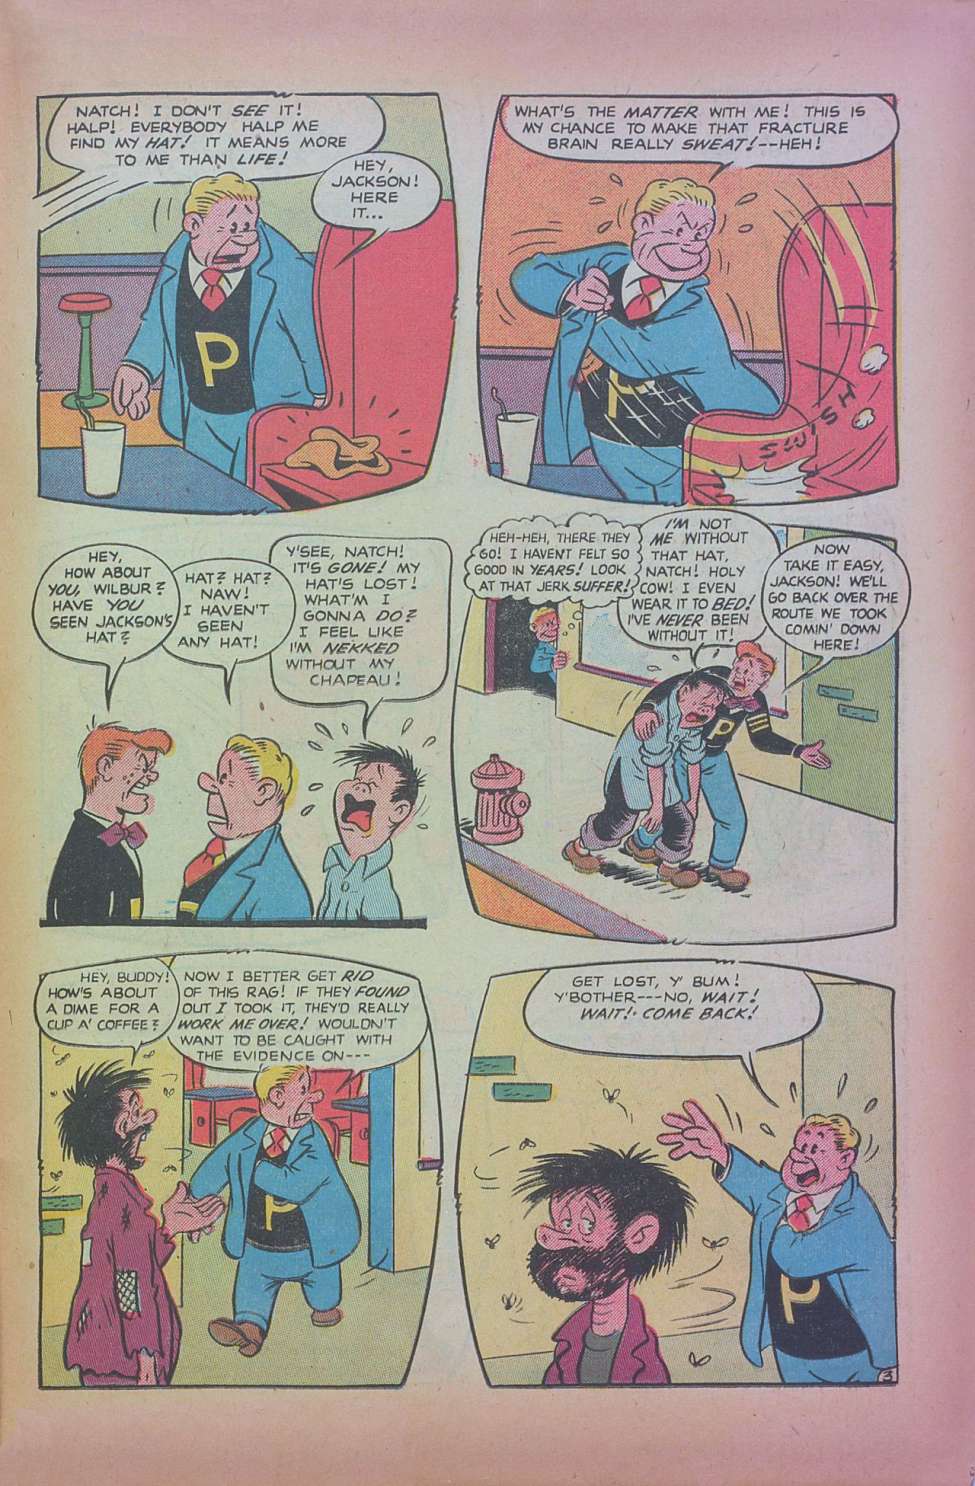 NATCH! I DON'T SEE IT!
HALP! EVERYBODY HALP ME
FIND MY HAT! IT MEANS MORE
TO ME THAN LIFE!
HEY,
JACKSON!
HERE
IT...
P
WHAT'S THE MATTER WITH ME! THIS IS
MY CHANCE TO MAKE THAT FRACTURE
BRAIN REALLY SWEAT!--HEH!
SWISH
HEY,
HOW ABOUT
YOU, WILBUR?
HAVE YOU
SEEN JACKSON'S
HAT?
HAT? HAT?
NAW!
I HAVEN'T
SEEN
ANY HAT!
Y'SEE, NATCH!
IT'S GONE! MY
HAT'S LOST!
WHAT'M I
GONNA DO?
I FEEL LIKE
I'M NEKKED
WITHOUT MY
CHAPEAU!
HEH-HEH, THERE THEY
GO! I HAVENT FELT SO
GOOD IN YEARS! LOOK
AT THAT JERK SUFFER!
I'M NOT
ME WITHOUT
THAT HAT,
NATCH! HOLY
COW! I EVEN
WEAR IT TO BED!
I'VE NEVER BEEN
WITHOUT IT!
NOW
TAKE IT EASY,
JACKSON! WE'LL
GO BACK OVER THE
ROUTE WE TOOK
COMIN' DOWN
HERE!
P
HEY, BUDDY!
HOW'S ABOUT
A DIME FOR A
CUP A' COFFEE?
NOW I BETTER GET RID
OF THIS RAG! IF THEY FOUND
OUT I TOOK IT, THEY'D REALLY
WORK ME OVER! WOULDN'T
WANT TO BE CAUGHT WITH
THE EVIDENCE ON---
P
GET LOST, Y' BUM!
Y'BOTHER---NO, WAIT!
WAIT! COME BACK!
P
3